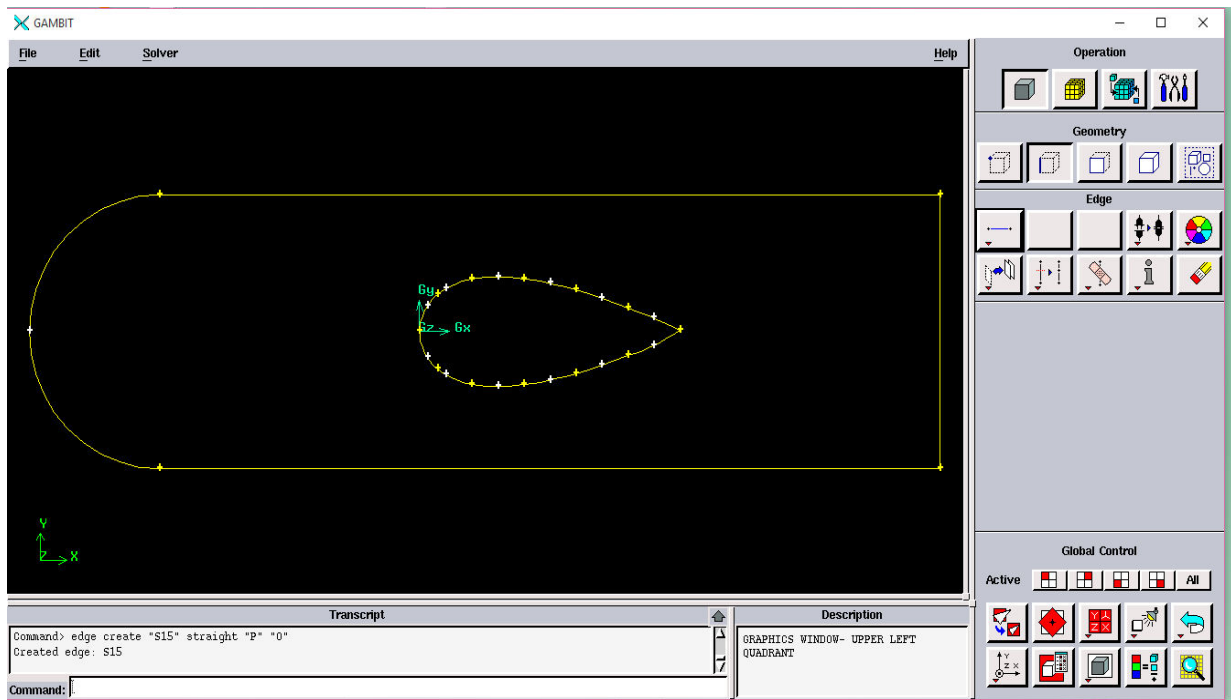 GAMBIT
File Edit Solver Help
Operation
Geometry
Edge
Gy
Gz Gx
Y
Z X
Global Control
Active All
Transcript
Command> edge create "S15" straight "P" "O"
Created edge: S15
Description
GRAPHICS WINDOW- UPPER LEFT
QUADRANT
Command: